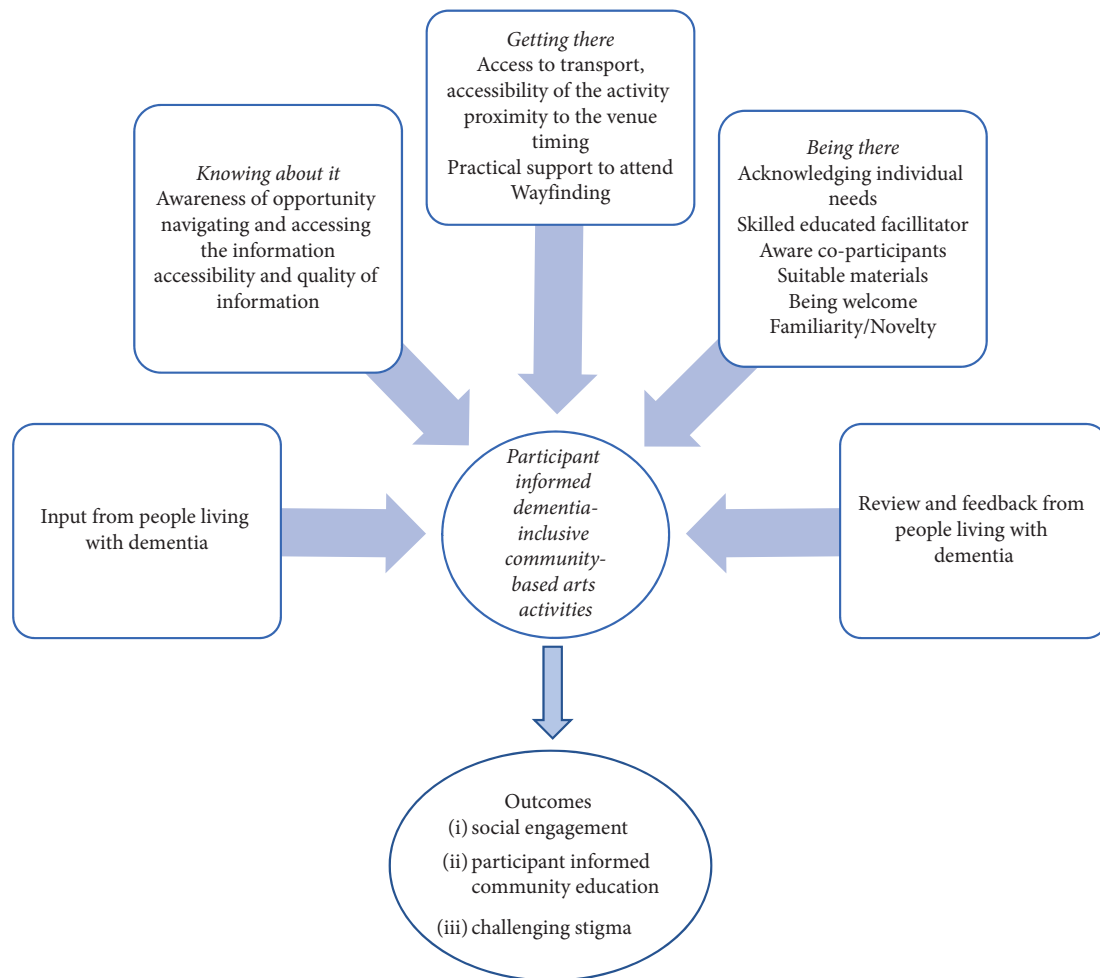 Getting there
Access to transport,
accessibility of the activity
proximity to the venue
timing
Practical support to attend
Wayfinding
Knowing about it
Awareness of opportunity
navigating and accessing
the information
accessibility and quality of
information
Being there
Acknowledging individual
needs
Skilled educated facillitator
Aware co-participants
Suitable materials
Being welcome
Familiarity/Novelty
Input from people living
with dementia
Participant
informed
dementia-
inclusive
community-
based arts
activities
Review and feedback from
people living with
dementia
Outcomes
(i) social engagement
(ii) participant informed
community education
(iii) challenging stigma